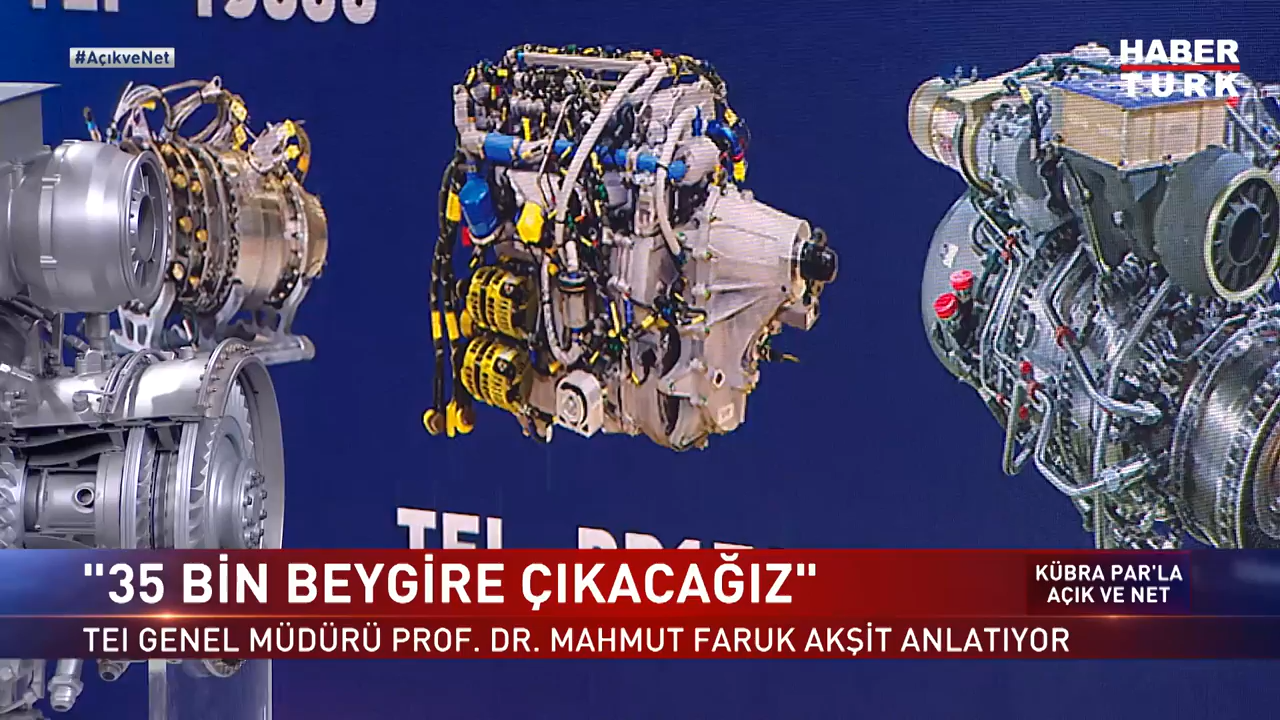 #AçıkveNet
HABER
TÜRK
TEI
"35 BİN BEYGİRE ÇIKACAĞIZ"
KÜBRA PAR'LA
AÇIK VE NET
TEI GENEL MÜDÜRÜ PROF. DR. MAHMUT FARUK AKŞİT ANLATIYOR